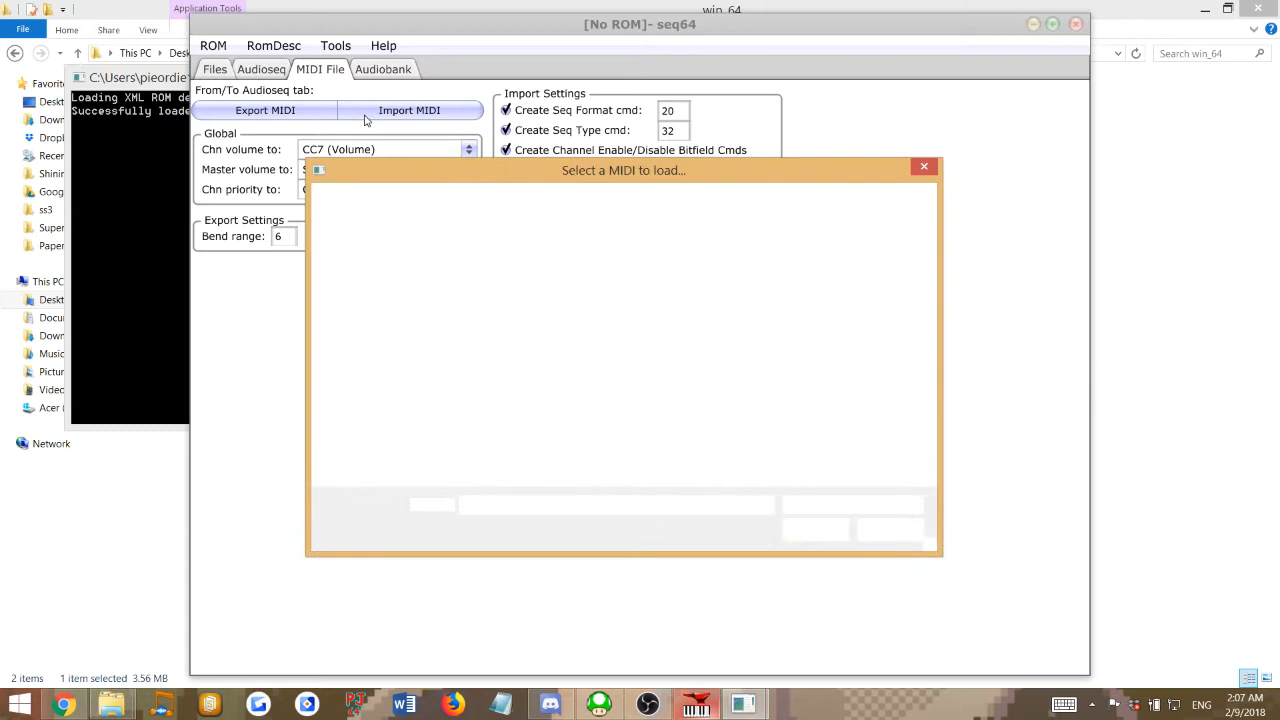 Application Tools
win_64
[No ROM]- seq64
File
Home
Share
View
ROM
RomDesc
Tools
Help
This PC
Search win_64
Files
Audioseq
MIDI File
Audiobank
C:\Users\pieordie
Loading XML ROM de
Successfully loade
From/To Audioseq tab:
Export MIDI
Import MIDI
Import Settings
Create Seq Format cmd:
20
Create Seq Type cmd:
32
Create Channel Enable/Disable Bitfield Cmds
Global
Chn volume to:
CC7 (Volume)
Master volume to:
Chn priority to:
Export Settings
Bend range:
6
Select a MIDI to load...
Favorit
Deskt
Down
Dropb
Recen
Shinin
Goog
ss3
Super
Paper
This PC
Deskt
Docu
Down
Music
Pictur
Video
Acer (
Network
2 items
1 item selected
3.56 MB
ENG
2:07 AM
2/9/2018